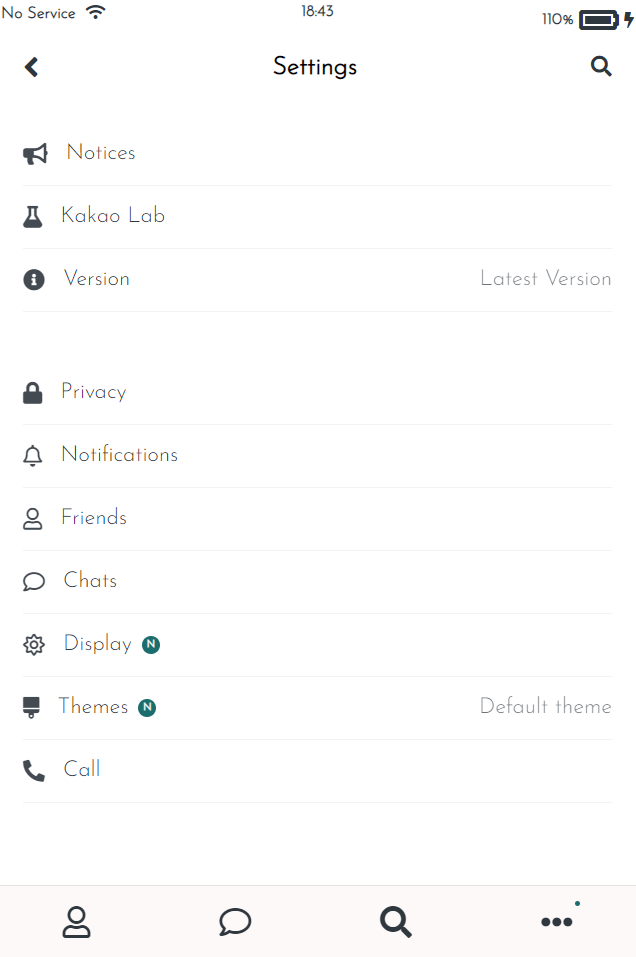 No Service 18:43 110%
Settings
Notices
Kakao Lab
Version Latest Version
Privacy
Notifications
Friends
Chats
Display N
Themes N Default theme
Call